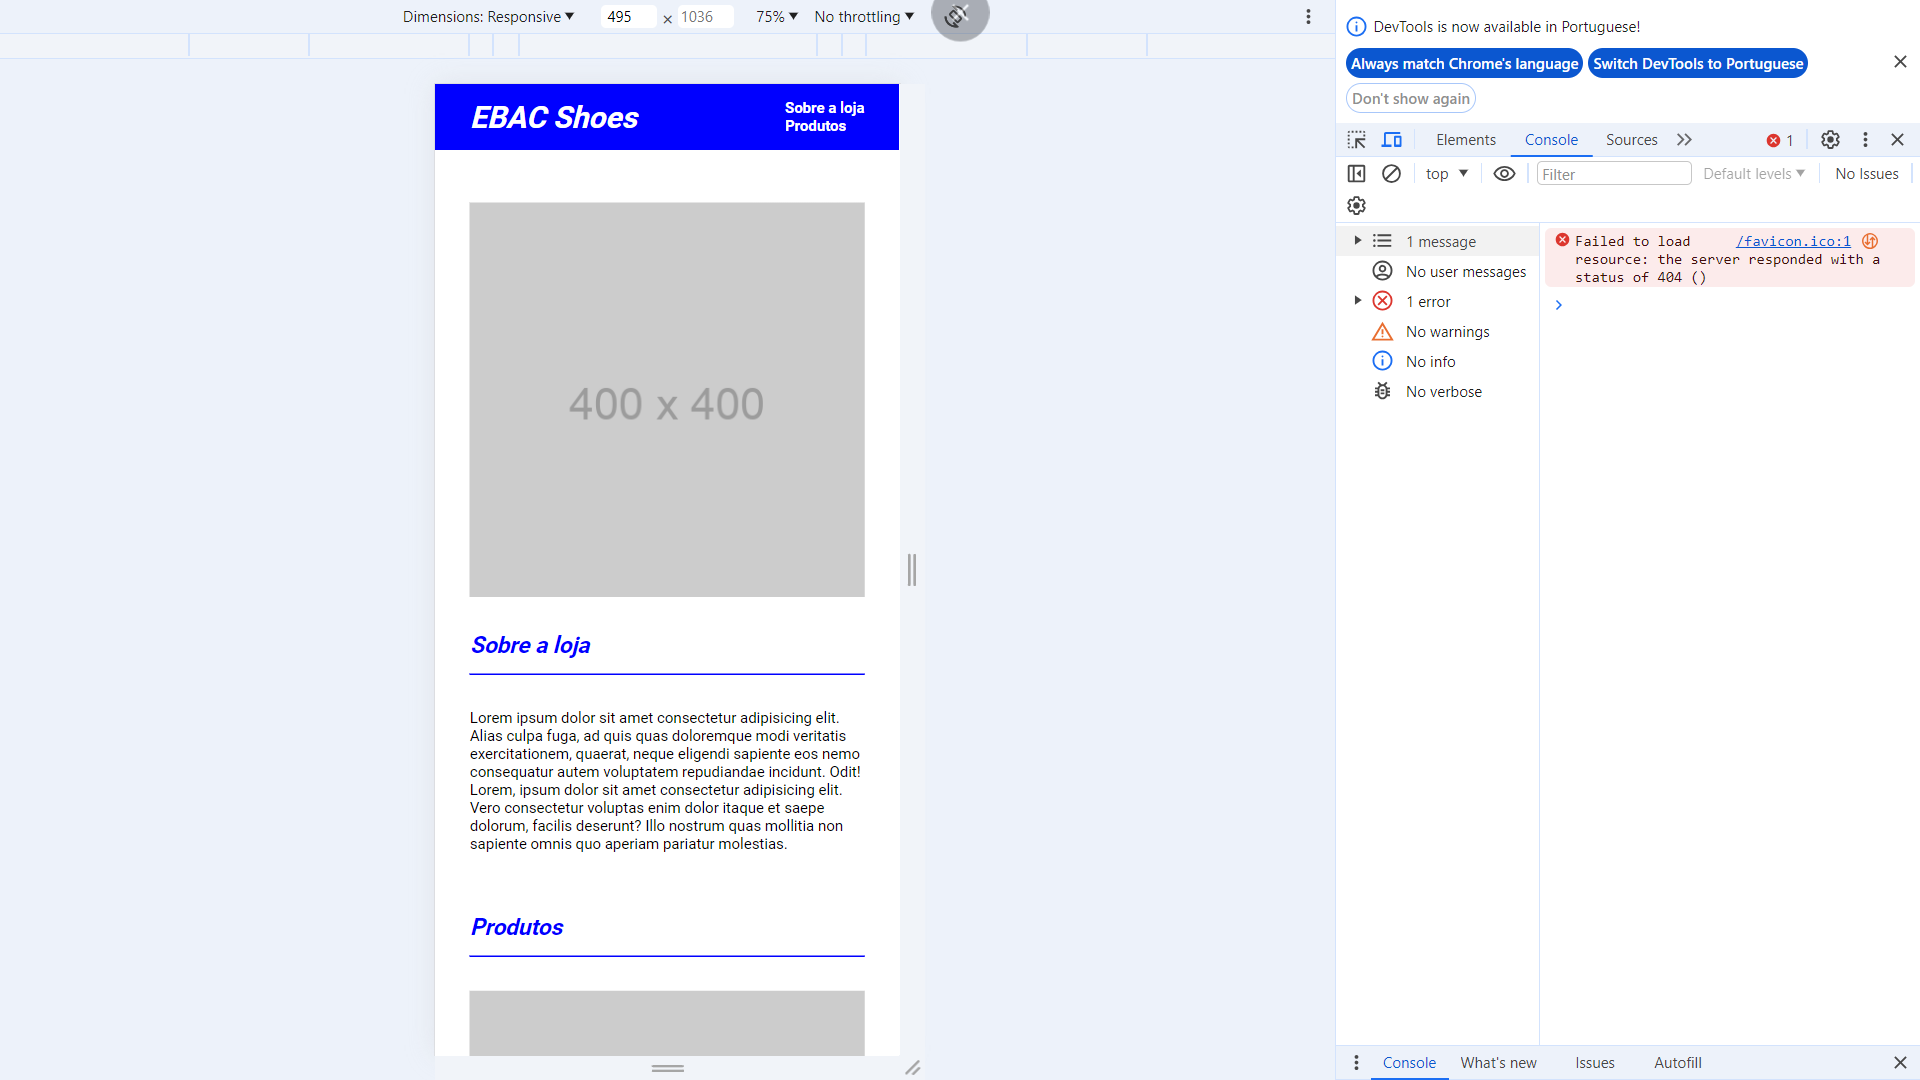 Dimensions: Responsive
495 × 1036
75%
No throttling
EBAC Shoes
Sobre a loja
Produtos
400 x 400
Sobre a loja
Lorem ipsum dolor sit amet consectetur adipisicing elit.
Alias culpa fuga, ad quis quas doloremque modi veritatis
exercitationem, quaerat, neque eligendi sapiente eos nemo
consequatur autem voluptatem repudiandae incidunt. Odit!
Lorem, ipsum dolor sit amet consectetur adipisicing elit.
Vero consectetur voluptas enim dolor itaque et saepe
dolorum, facilis deserunt? Illo nostrum quas mollitia non
sapiente omnis quo aperiam pariatur molestias.
Produtos
DevTools is now available in Portuguese!
Always match Chrome's language
Switch DevTools to Portuguese
Don't show again
Elements
Console
Sources
1
top
Filter
Default levels
No Issues
1 message
No user messages
1 error
No warnings
No info
No verbose
Failed to load /favicon.ico:1
resource: the server responded with a
status of 404 ()
Console
What's new
Issues
Autofill